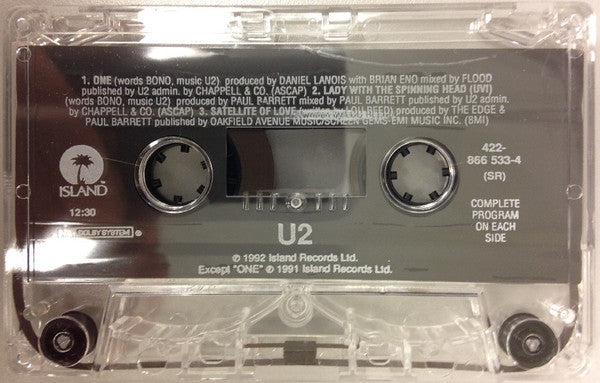 1. ONE (words BONO, music U2) produced by DANIEL LANOIS with BRIAN ENO mixed by FLOOD
published by U2 admin. by CHAPPELL & CO. (ASCAP) 2. LADY WITH THE SPINNING HEAD (UVI)
(words BONO, music U2) produced by PAUL BARRETT mixed by PAUL BARRETT published by U2 admin.
by CHAPPELL & CO. (ASCAP) 3. SATELLITE OF LOVE (written by LOU REED) produced by THE EDGE &
PAUL BARRETT published by OAKFIELD AVENUE MUSIC/SCREEN GEMS-EMI MUSIC INC. (BMI)
ISLAND™
12:30
DOLBY SYSTEM
422-
866 533-4
(SR)
COMPLETE
PROGRAM
ON EACH
SIDE
U2
℗ 1992 Island Records Ltd.
Except "ONE" ℗ 1991 Island Records Ltd.